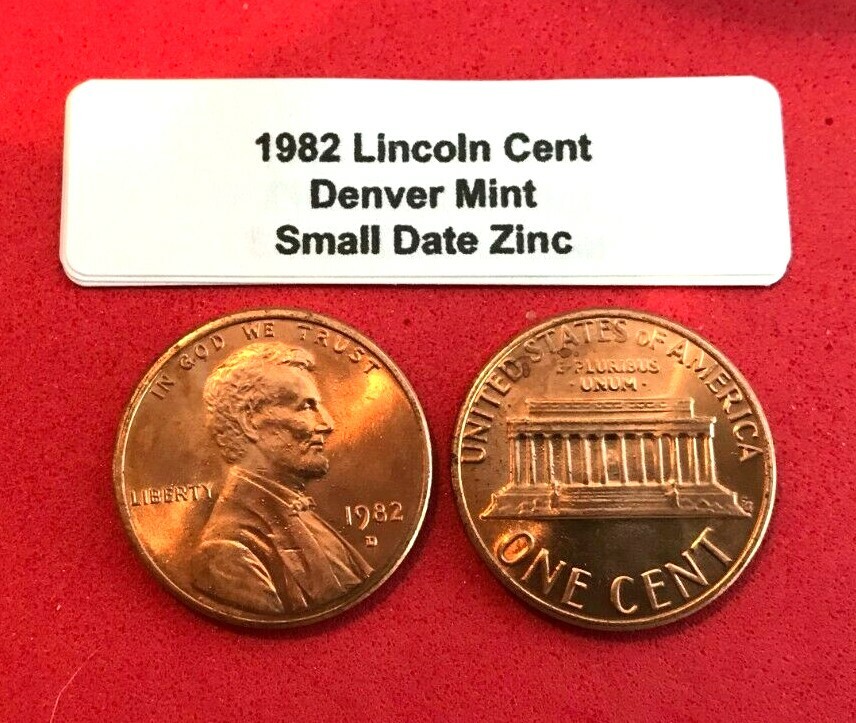 1982 Lincoln Cent
Denver Mint
Small Date Zinc
IN GOD WE TRUST
LIBERTY
1982
D
UNITED STATES OF AMERICA
E PLURIBUS
·UNUM·
ONE CENT